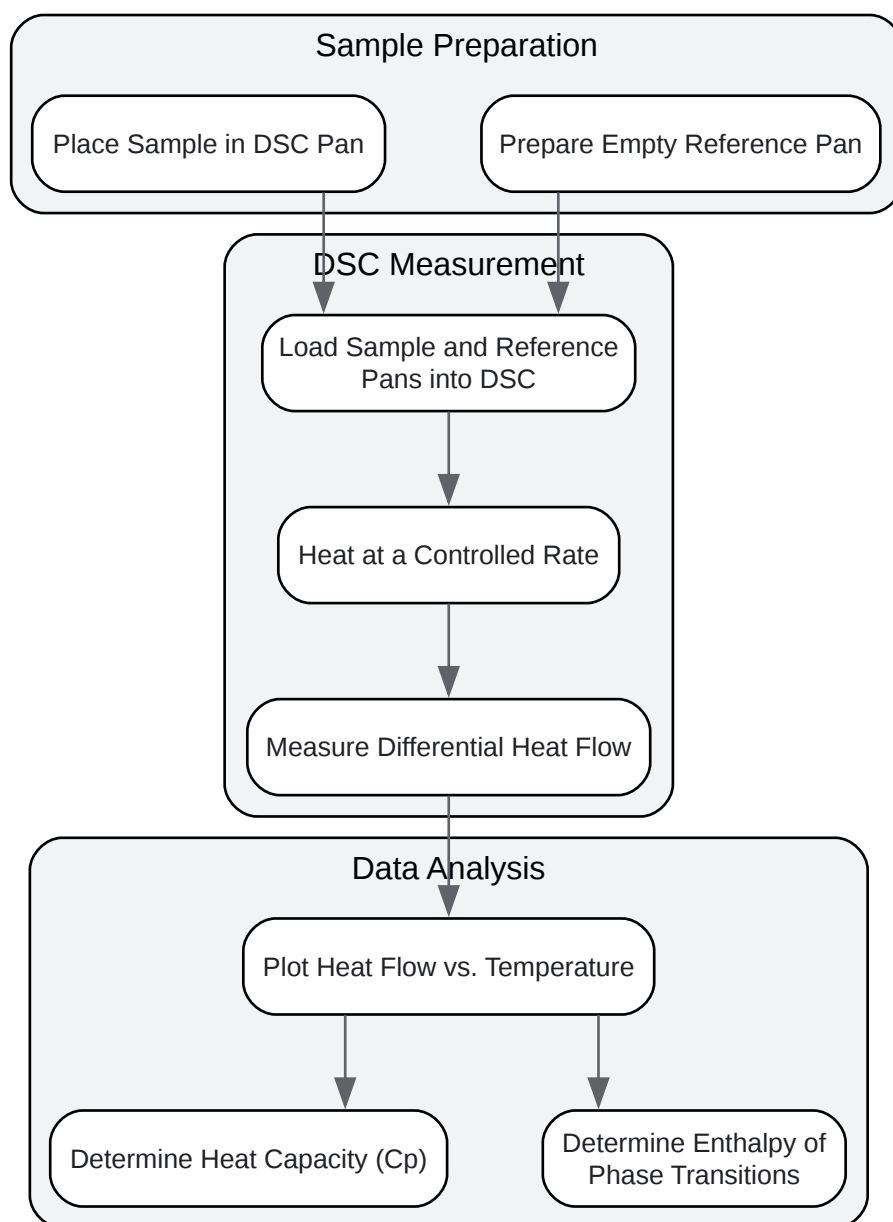 Sample Preparation
Place Sample in DSC Pan
Prepare Empty Reference Pan
DSC Measurement
Load Sample and Reference
Pans into DSC
Heat at a Controlled Rate
Measure Differential Heat Flow
Data Analysis
Plot Heat Flow vs. Temperature
Determine Heat Capacity (Cp)
Determine Enthalpy of
Phase Transitions